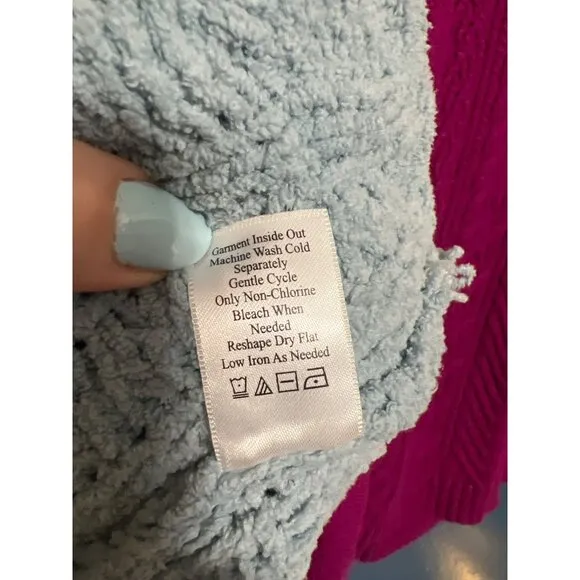 Garment Inside Out
Machine Wash Cold
Separately
Gentle Cycle
Only Non-Chlorine
Bleach When
Needed
Reshape Dry Flat
Low Iron As Needed